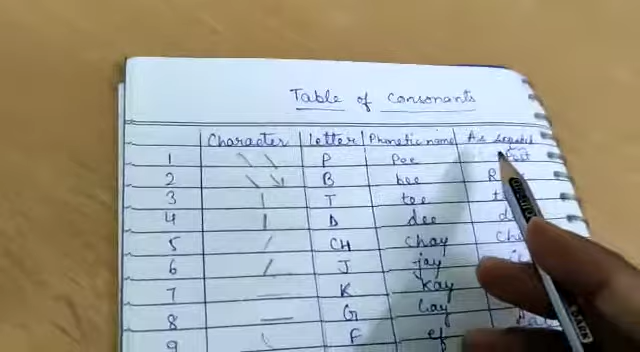 Table of Consonants
Character Letter Phonetic name As
1 P Pee Post
2 B bee
3 T tee
4 D dee
5 CH chay
6 J jay
7 K kay
8 G Gay
9 F ef